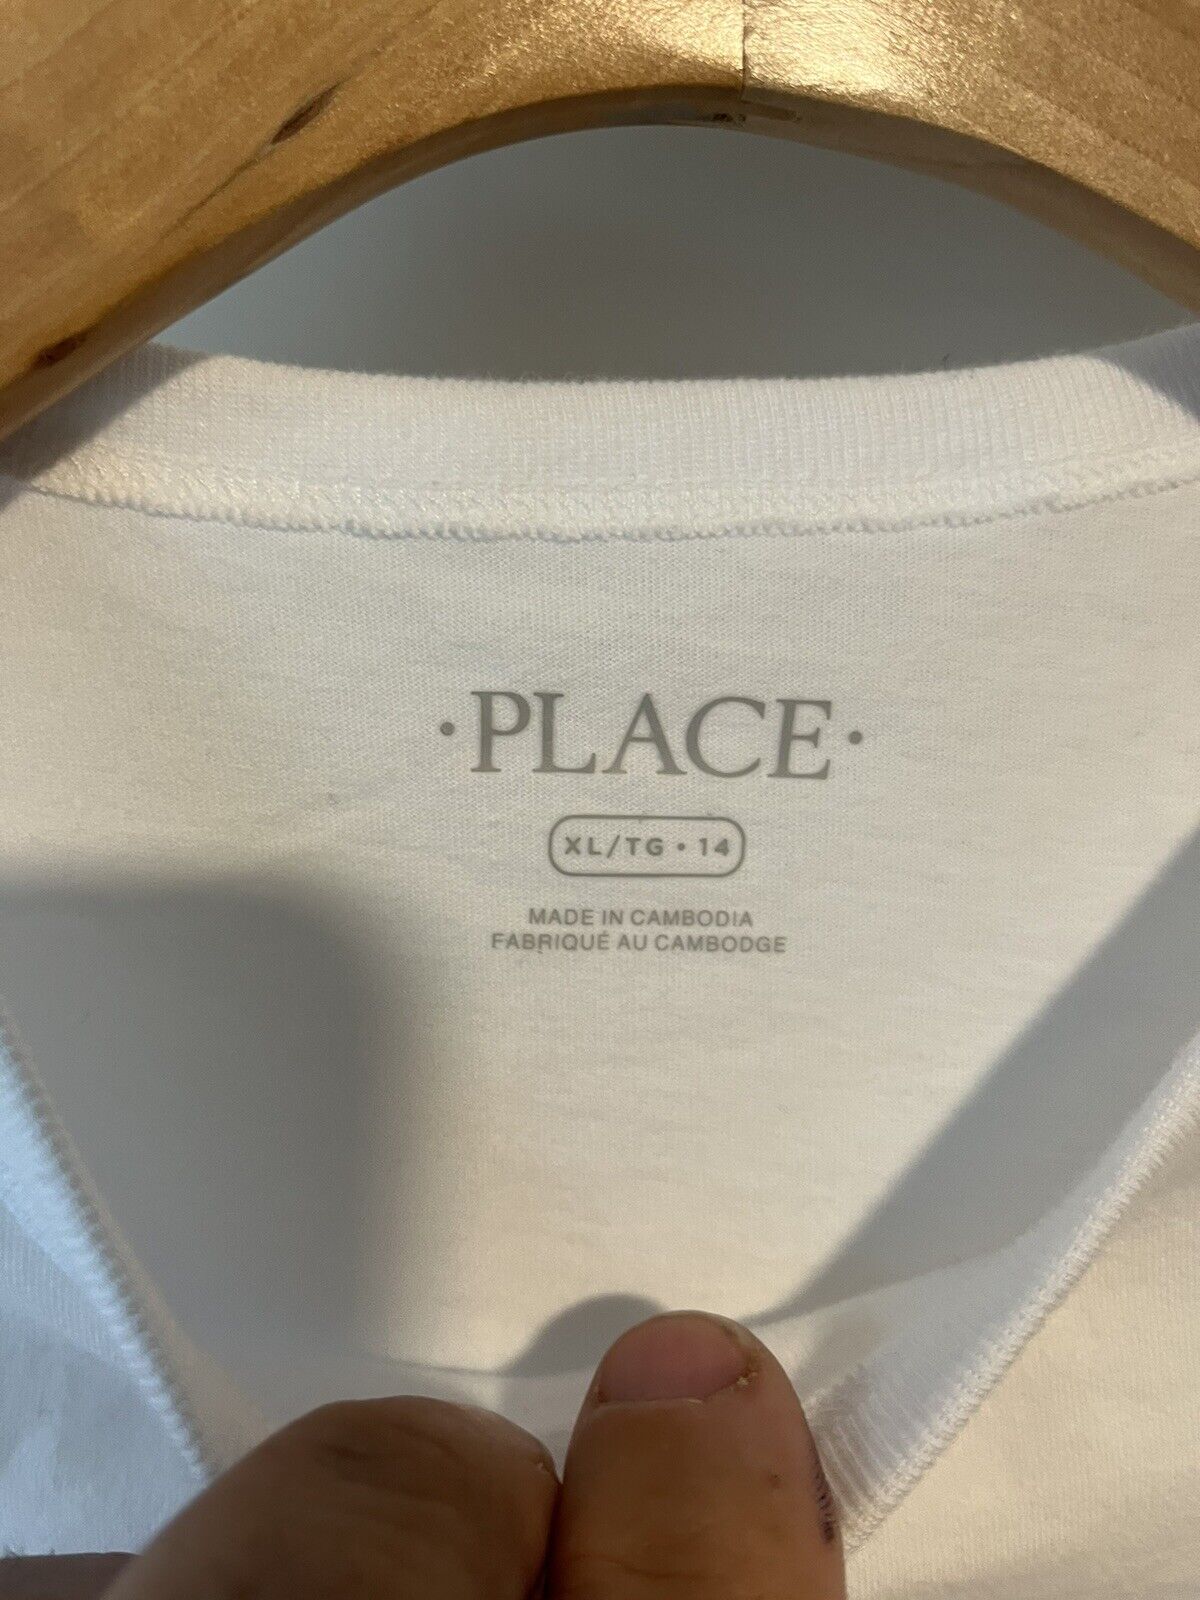 ·PLACE·
XL/TG • 14
MADE IN CAMBODIA
FABRIQUÉ AU CAMBODGE